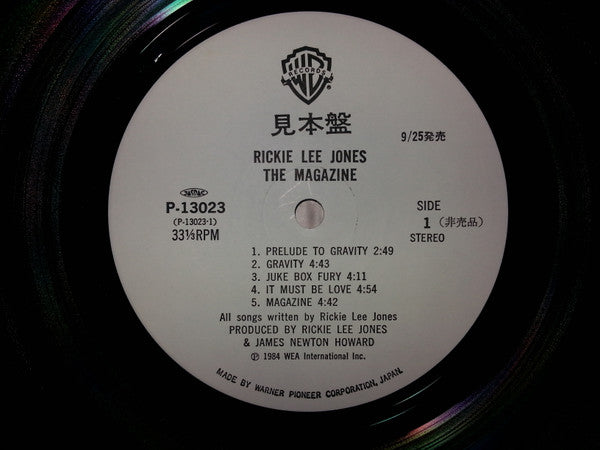 WB
RECORDS
見本盤
9/25発売
RICKIE LEE JONES
THE MAGAZINE
JASRAC
P-13023
(P-13023-1)
33⅓RPM
SIDE
1 (非売品)
STEREO
1. PRELUDE TO GRAVITY 2:49
2. GRAVITY 4:43
3. JUKE BOX FURY 4:11
4. IT MUST BE LOVE 4:54
5. MAGAZINE 4:42
All songs written by Rickie Lee Jones
PRODUCED BY RICKIE LEE JONES
& JAMES NEWTON HOWARD
℗ 1984 WEA International Inc.
MADE BY WARNER PIONEER CORPORATION, JAPAN.